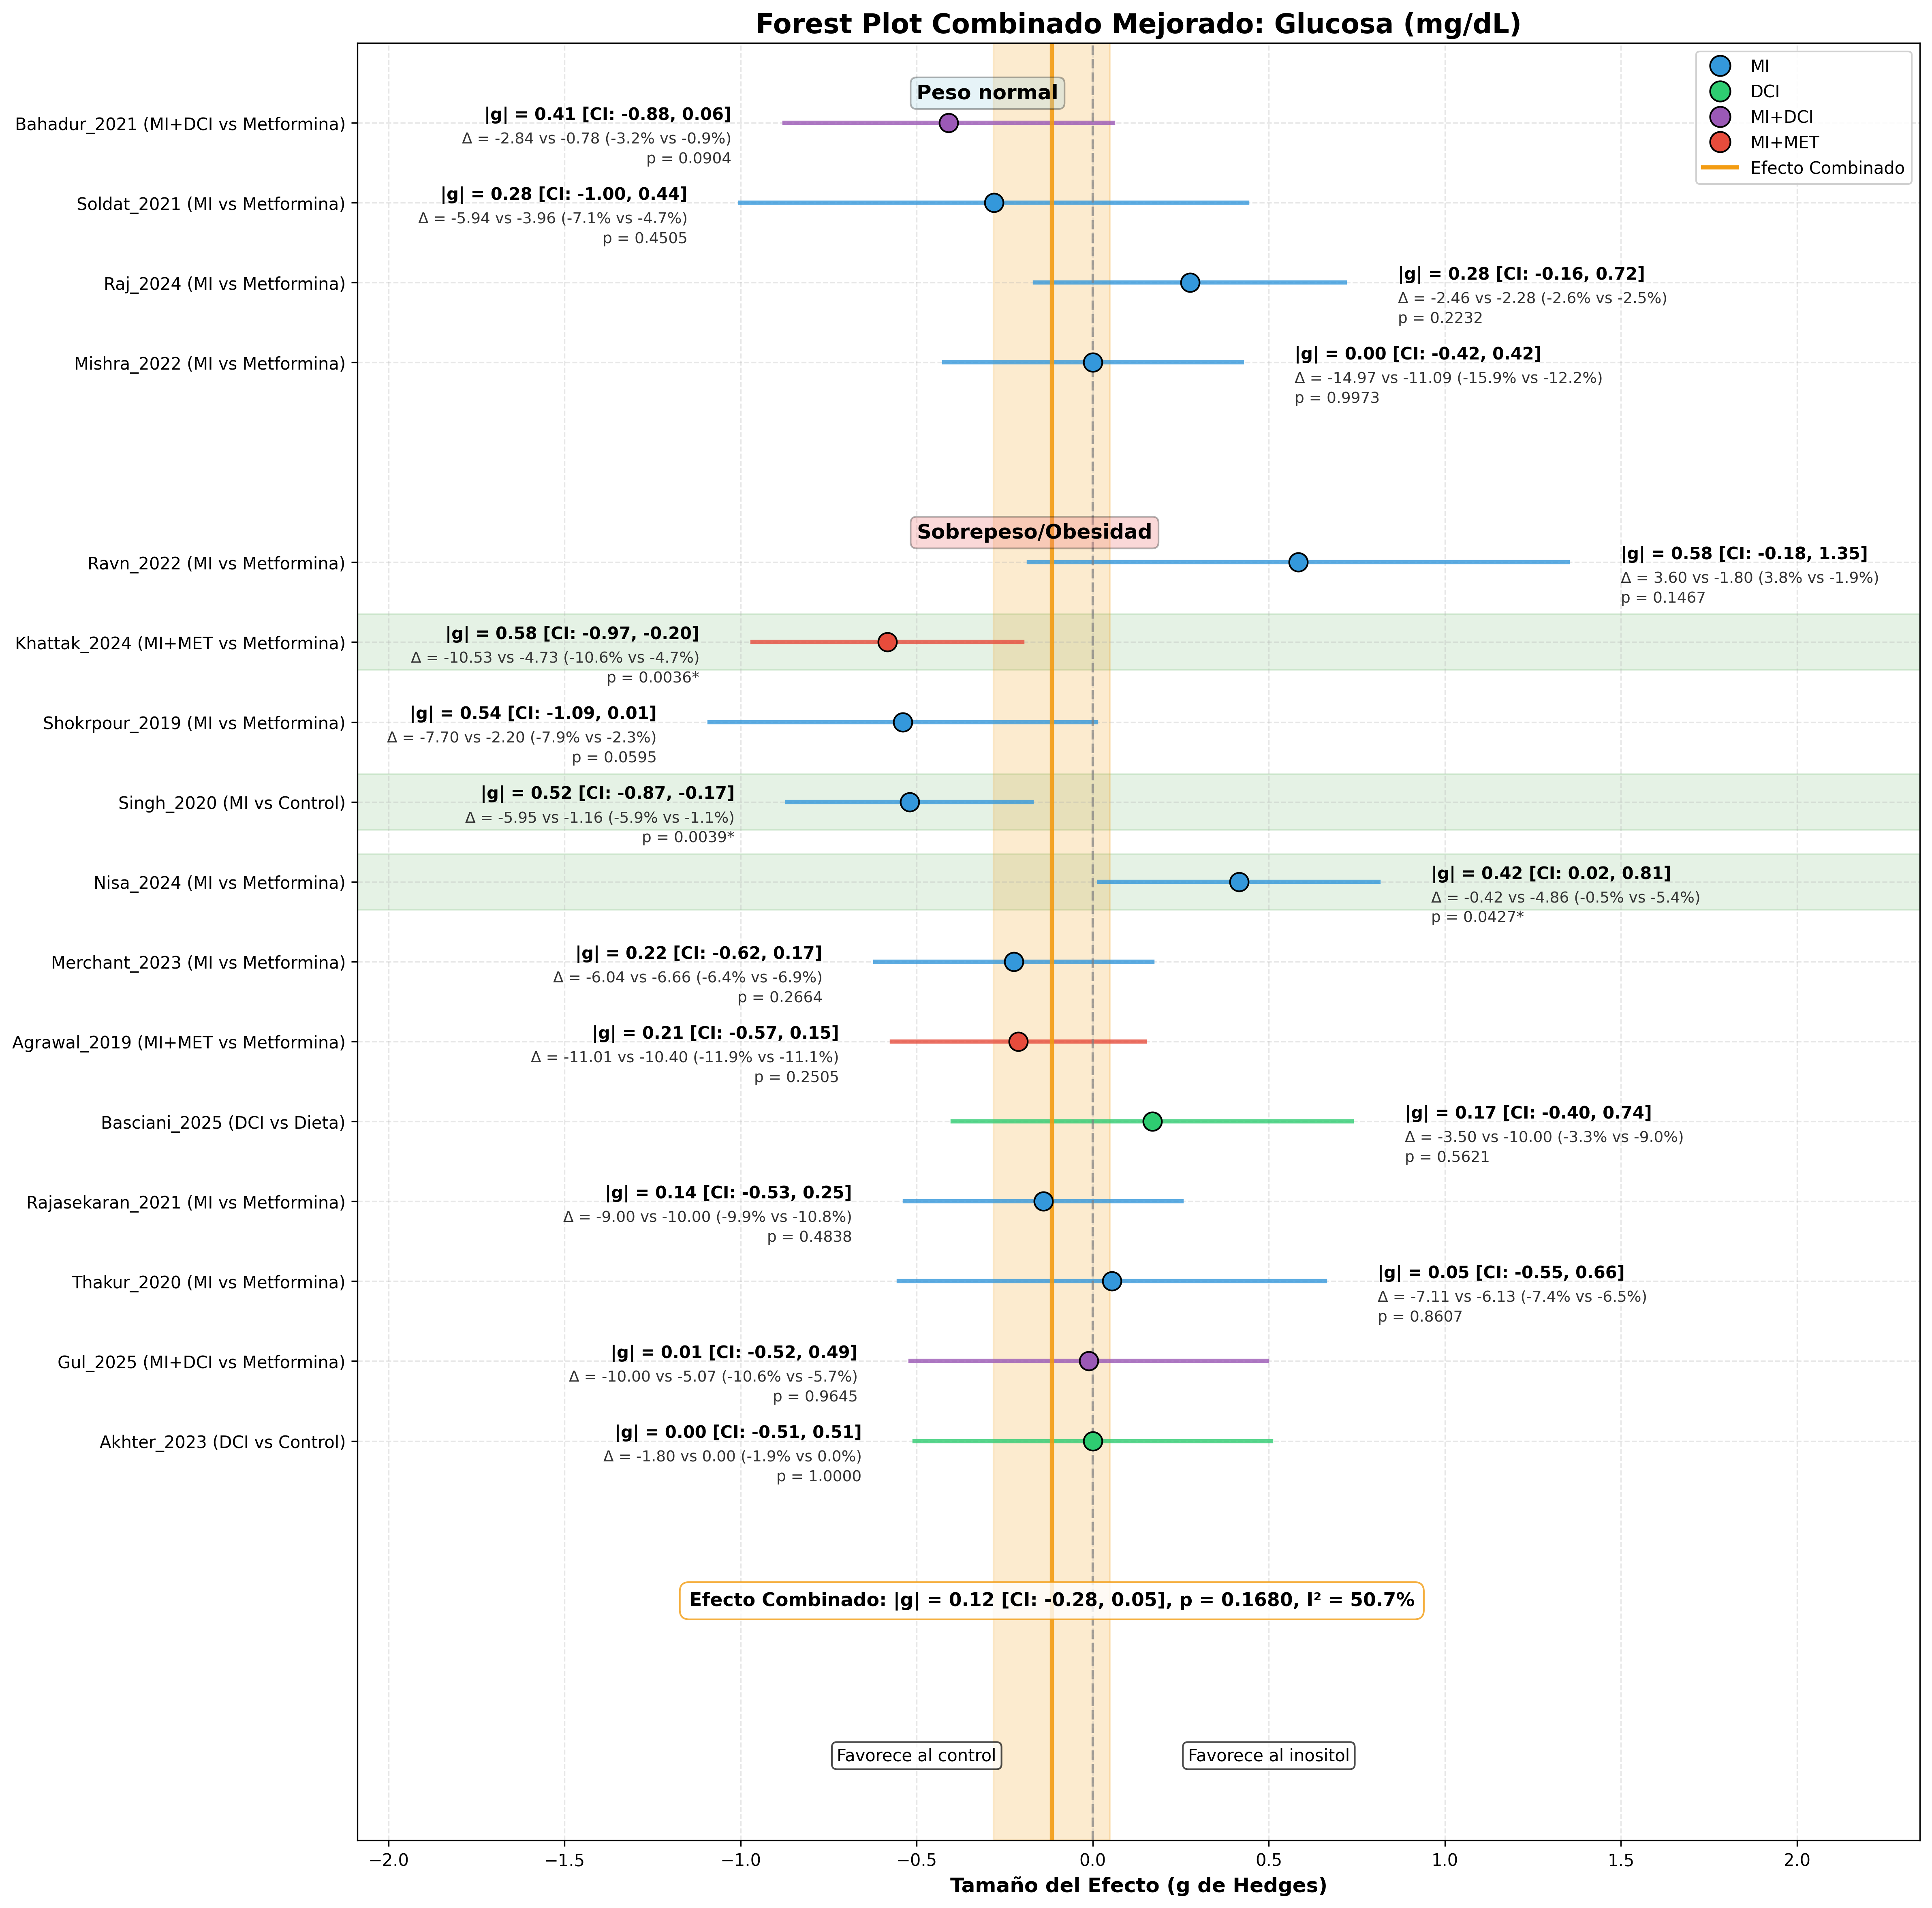 Forest Plot Combinado Mejorado: Glucosa (mg/dL)
MI
DCI
MI+DCI
MI+MET
Efecto Combinado
Peso normal
Bahadur_2021 (MI+DCI vs Metformina)
|g| = 0.41 [CI: -0.88, 0.06]
Δ = -2.84 vs -0.78 (-3.2% vs -0.9%)
p = 0.0904
Soldat_2021 (MI vs Metformina)
|g| = 0.28 [CI: -1.00, 0.44]
Δ = -5.94 vs -3.96 (-7.1% vs -4.7%)
p = 0.4505
Raj_2024 (MI vs Metformina)
|g| = 0.28 [CI: -0.16, 0.72]
Δ = -2.46 vs -2.28 (-2.6% vs -2.5%)
p = 0.2232
Mishra_2022 (MI vs Metformina)
|g| = 0.00 [CI: -0.42, 0.42]
Δ = -14.97 vs -11.09 (-15.9% vs -12.2%)
p = 0.9973
Sobrepeso/Obesidad
Ravn_2022 (MI vs Metformina)
|g| = 0.58 [CI: -0.18, 1.35]
Δ = 3.60 vs -1.80 (3.8% vs -1.9%)
p = 0.1467
Khattak_2024 (MI+MET vs Metformina)
|g| = 0.58 [CI: -0.97, -0.20]
Δ = -10.53 vs -4.73 (-10.6% vs -4.7%)
p = 0.0036*
Shokrpour_2019 (MI vs Metformina)
|g| = 0.54 [CI: -1.09, 0.01]
Δ = -7.70 vs -2.20 (-7.9% vs -2.3%)
p = 0.0595
Singh_2020 (MI vs Control)
|g| = 0.52 [CI: -0.87, -0.17]
Δ = -5.95 vs -1.16 (-5.9% vs -1.1%)
p = 0.0039*
Nisa_2024 (MI vs Metformina)
|g| = 0.42 [CI: 0.02, 0.81]
Δ = -0.42 vs -4.86 (-0.5% vs -5.4%)
p = 0.0427*
Merchant_2023 (MI vs Metformina)
|g| = 0.22 [CI: -0.62, 0.17]
Δ = -6.04 vs -6.66 (-6.4% vs -6.9%)
p = 0.2664
Agrawal_2019 (MI+MET vs Metformina)
|g| = 0.21 [CI: -0.57, 0.15]
Δ = -11.01 vs -10.40 (-11.9% vs -11.1%)
p = 0.2505
Basciani_2025 (DCI vs Dieta)
|g| = 0.17 [CI: -0.40, 0.74]
Δ = -3.50 vs -10.00 (-3.3% vs -9.0%)
p = 0.5621
Rajasekaran_2021 (MI vs Metformina)
|g| = 0.14 [CI: -0.53, 0.25]
Δ = -9.00 vs -10.00 (-9.9% vs -10.8%)
p = 0.4838
Thakur_2020 (MI vs Metformina)
|g| = 0.05 [CI: -0.55, 0.66]
Δ = -7.11 vs -6.13 (-7.4% vs -6.5%)
p = 0.8607
Gul_2025 (MI+DCI vs Metformina)
|g| = 0.01 [CI: -0.52, 0.49]
Δ = -10.00 vs -5.07 (-10.6% vs -5.7%)
p = 0.9645
Akhter_2023 (DCI vs Control)
|g| = 0.00 [CI: -0.51, 0.51]
Δ = -1.80 vs 0.00 (-1.9% vs 0.0%)
p = 1.0000
Efecto Combinado: |g| = 0.12 [CI: -0.28, 0.05], p = 0.1680, I² = 50.7%
Favorece al control
Favorece al inositol
−2.0 −1.5 −1.0 −0.5 0.0 0.5 1.0 1.5 2.0
Tamaño del Efecto (g de Hedges)